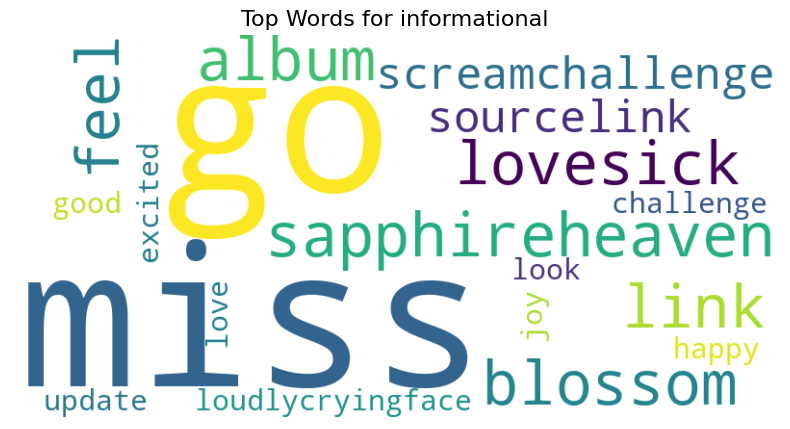 Top Words for informational
album
screamchallenge
feel
go
sourcelink
lovesick
excited
good
challenge
sapphireheaven
look
miss
love
joy
link
happy
blossom
update
loudlycryingface